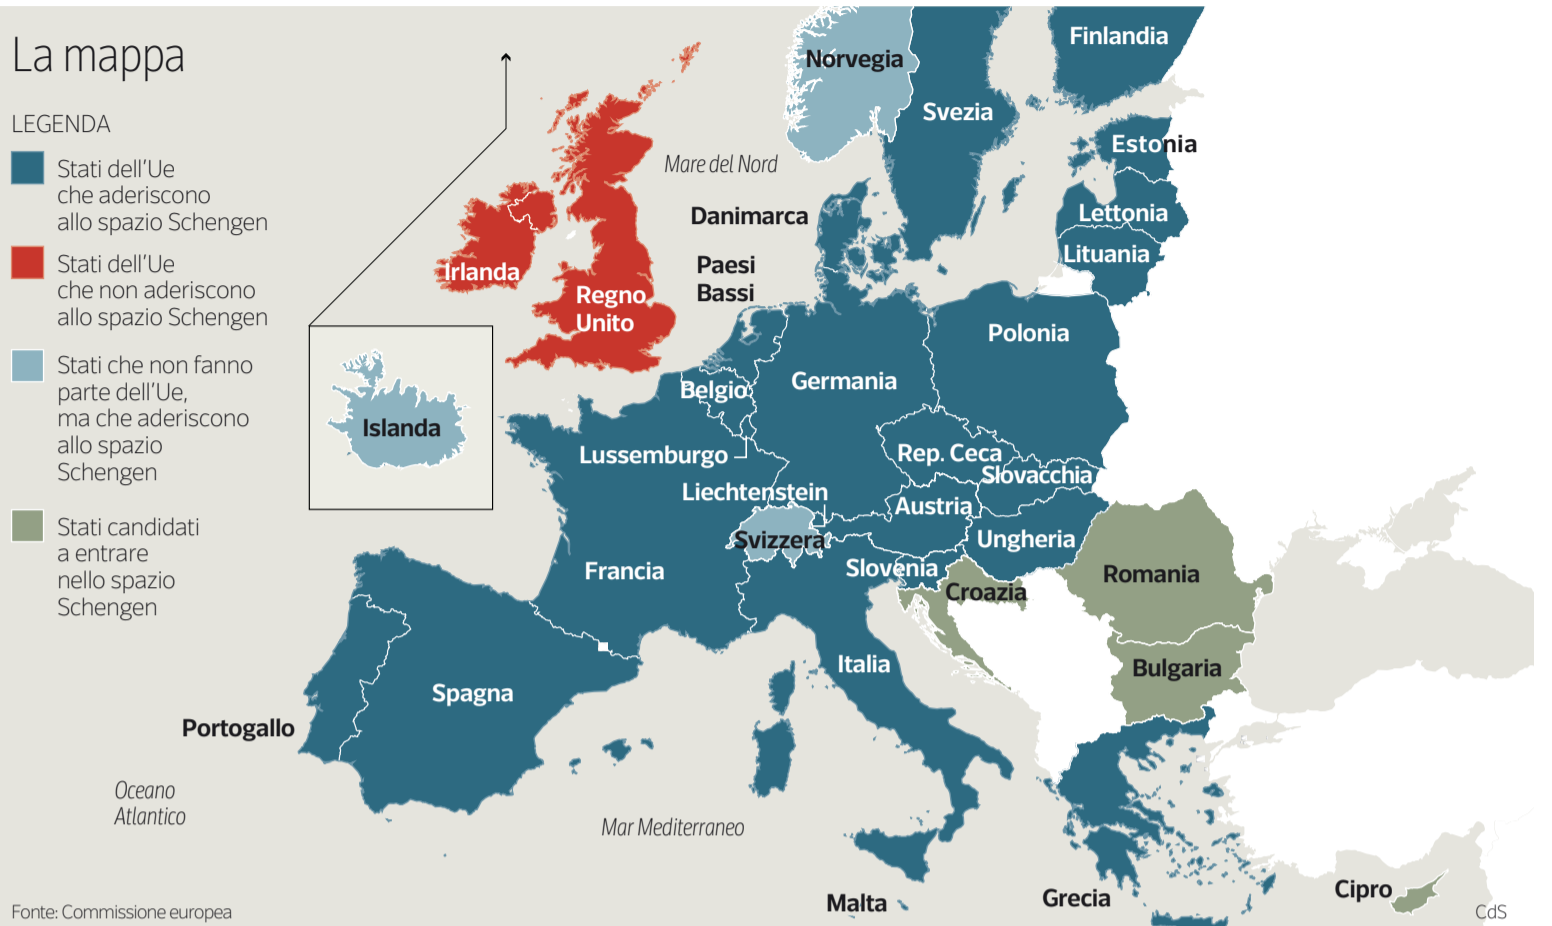 La mappa
LEGENDA
Stati dell'Ue
che aderiscono
allo spazio Schengen
Stati dell'Ue
che non aderiscono
allo spazio Schengen
Stati che non fanno
parte dell'Ue,
ma che aderiscono
allo spazio
Schengen
Stati candidati
a entrare
nello spazio
Schengen
Islanda
Norvegia
Finlandia
Svezia
Estonia
Mare del Nord
Danimarca
Lettonia
Lituania
Paesi
Bassi
Irlanda
Regno
Unito
Polonia
Belgio
Germania
Lussemburgo
Rep. Ceca
Slovacchia
Liechtenstein
Austria
Svizzera
Ungheria
Francia
Slovenia
Croazia
Romania
Italia
Bulgaria
Spagna
Portogallo
Oceano
Atlantico
Mar Mediterraneo
Malta
Grecia
Cipro
Fonte: Commissione europea
CdS